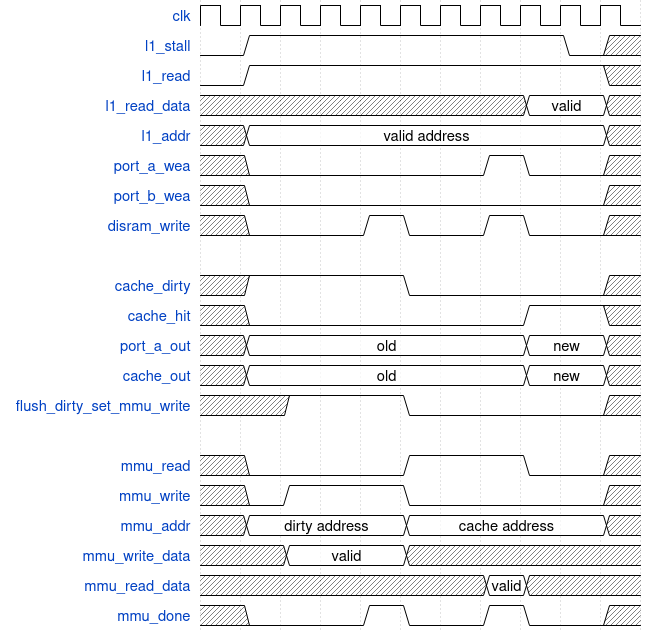 clk
l1_stall
l1_read
l1_read_data valid
l1_addr valid address
port_a_wea
port_b_wea
disram_write
cache_dirty
cache_hit
port_a_out old new
cache_out old new
flush_dirty_set_mmu_write
mmu_read
mmu_write
mmu_addr dirty address cache address
mmu_write_data valid
mmu_read_data valid
mmu_done